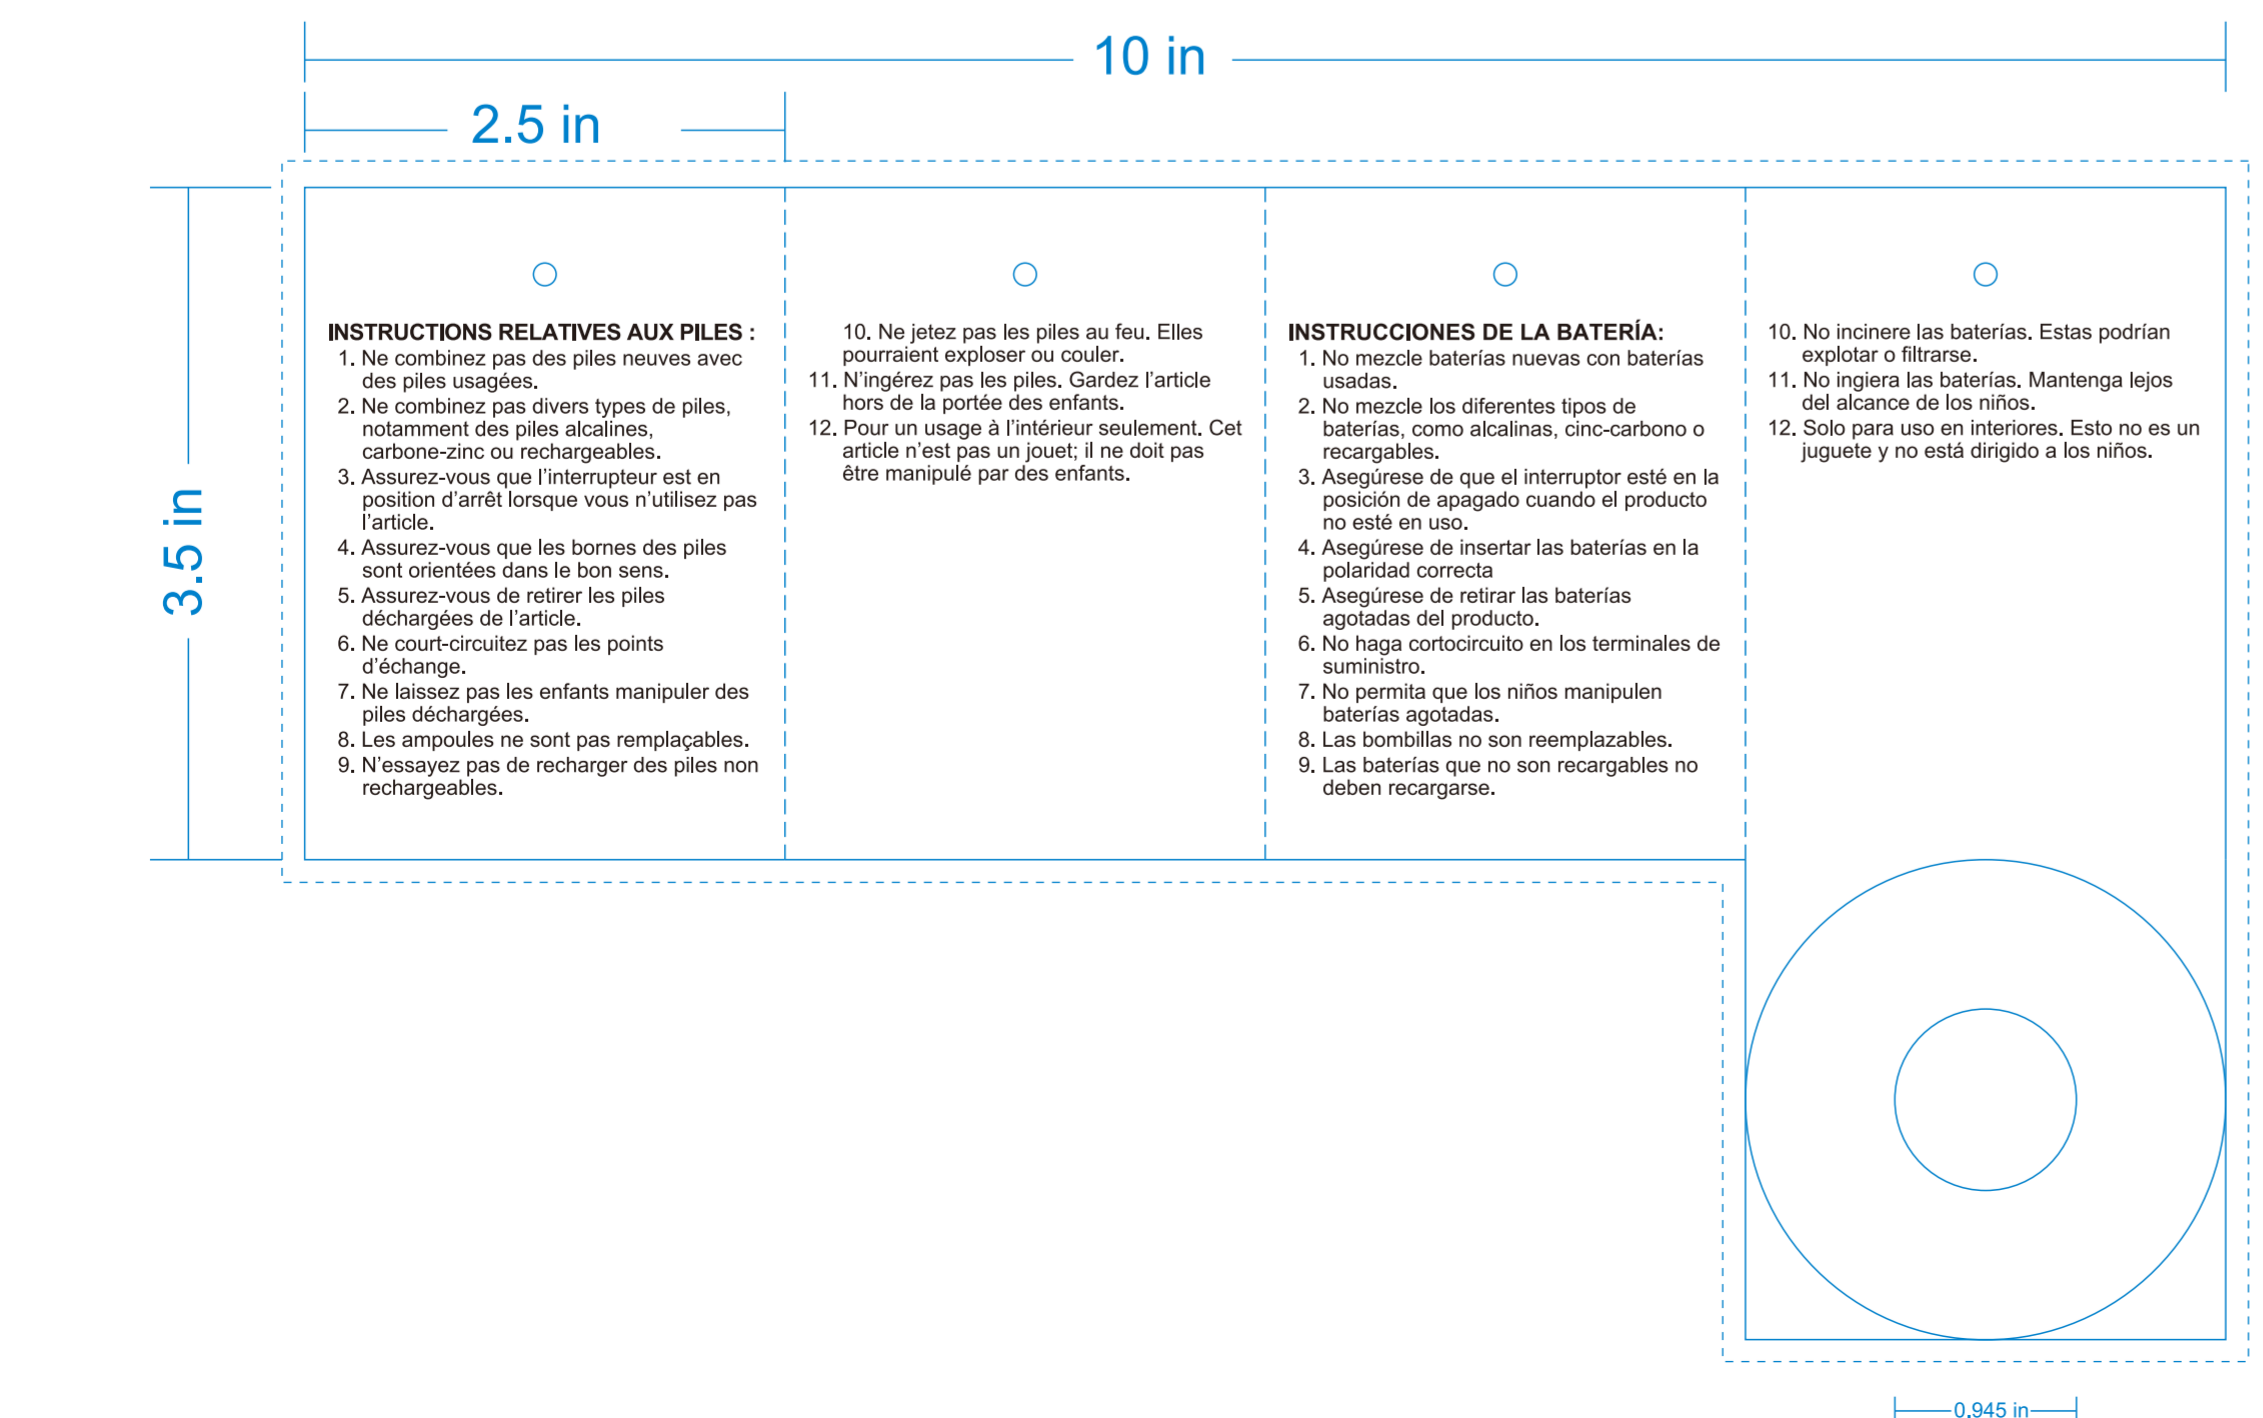 10 in
2.5 in
3.5 in
INSTRUCTIONS RELATIVES AUX PILES :
1. Ne combinez pas des piles neuves avec
des piles usagées.
2. Ne combinez pas divers types de piles,
notamment des piles alcalines,
carbone-zinc ou rechargeables.
3. Assurez-vous que l’interrupteur est en
position d’arrêt lorsque vous n’utilisez pas
l’article.
4. Assurez-vous que les bornes des piles
sont orientées dans le bon sens.
5. Assurez-vous de retirer les piles
déchargées de l’article.
6. Ne court-circuitez pas les points
d’échange.
7. Ne laissez pas les enfants manipuler des
piles déchargées.
8. Les ampoules ne sont pas remplaçables.
9. N’essayez pas de recharger des piles non
rechargeables.
10. Ne jetez pas les piles au feu. Elles
pourraient exploser ou couler.
11. N’ingérez pas les piles. Gardez l’article
hors de la portée des enfants.
12. Pour un usage à l’intérieur seulement. Cet
article n’est pas un jouet; il ne doit pas
être manipulé par des enfants.
INSTRUCCIONES DE LA BATERÍA:
1. No mezcle baterías nuevas con baterías
usadas.
2. No mezcle los diferentes tipos de
baterías, como alcalinas, cinc-carbono o
recargables.
3. Asegúrese de que el interruptor esté en la
posición de apagado cuando el producto
no esté en uso.
4. Asegúrese de insertar las baterías en la
polaridad correcta
5. Asegúrese de retirar las baterías
agotadas del producto.
6. No haga cortocircuito en los terminales de
suministro.
7. No permita que los niños manipulen
baterías agotadas.
8. Las bombillas no son reemplazables.
9. Las baterías que no son recargables no
deben recargarse.
10. No incinere las baterías. Estas podrían
explotar o filtrarse.
11. No ingiera las baterías. Mantenga lejos
del alcance de los niños.
12. Solo para uso en interiores. Esto no es un
juguete y no está dirigido a los niños.
0.945 in